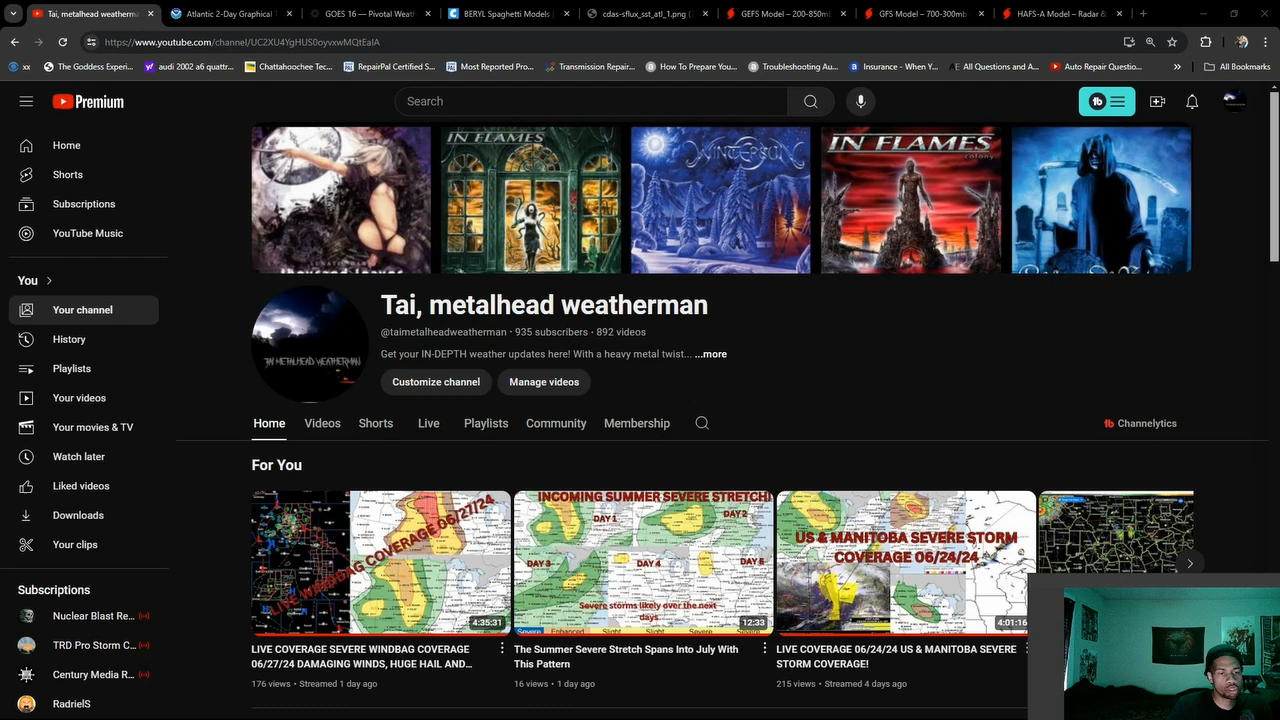 Tai, metalhead weatherma
Atlantic 2-Day Graphical
GOES 16 — Pivotal Weat
BERYL Spaghetti Models
cdas-sflux_sst_atl_1.png (
GEFS Model – 200-850mb
GFS Model – 700-300mb
HAFS-A Model – Radar &
https://www.youtube.com/channel/UC2XU4YgHUS0oyvxwMQtEalA
xx
The Goddess Experi...
audi 2002 a6 quattr...
Chattahoochee Tec...
RepairPal Certified S...
Most Reported Pro...
Transmission Repair...
How To Prepare You...
Troubleshooting Au...
Insurance - When Y...
All Questions and A...
Auto Repair Questio...
All Bookmarks
Premium
Search
IN FLAMES
WINTERSUN
IN FLAMES
colony
Home
Shorts
Subscriptions
YouTube Music
You
Your channel
History
Playlists
Your videos
Your movies & TV
Watch later
Liked videos
Downloads
Your clips
Subscriptions
Nuclear Blast Re...
TRD Pro Storm C...
Century Media R...
RadrielS
TAI METALHEAD WEATHERMAN
Tai, metalhead weatherman
@taimetalheadweatherman · 935 subscribers · 892 videos
Get your IN-DEPTH weather updates here! With a heavy metal twist... ...more
Customize channel
Manage videos
Home
Videos
Shorts
Live
Playlists
Community
Membership
Channelytics
For You
LIVE WINDBAG COVERAGE 06/27/24
4:35:31
INCOMING SUMMER SEVERE STRETCH!
DAY 1
DAY 2
DAY 3
DAY 4
DAY 5
Severe storms likely over the next
days.
12:33
US & MANITOBA SEVERE STORM
COVERAGE 06/24/24
4:01:16
LIVE COVERAGE SEVERE WINDBAG COVERAGE
06/27/24 DAMAGING WINDS, HUGE HAIL AND...
176 views · Streamed 1 day ago
The Summer Severe Stretch Spans Into July With
This Pattern
16 views · 1 day ago
LIVE COVERAGE 06/24/24 US & MANITOBA SEVERE
STORM COVERAGE!
215 views · Streamed 4 days ago